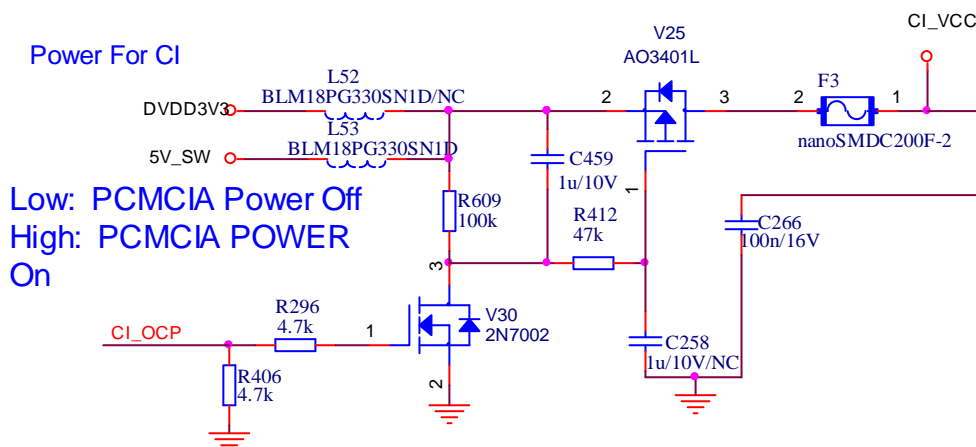 CI_VCC
V25
AO3401L
Power For CI
L52
BLM18PG330SN1D/NC
F3
DVDD3V3
2
3
2
1
L53
BLM18PG330SN1D
nanoSMDC200F-2
5V_SW
C459
1u/10V
1
Low: PCMCIA Power Off
High: PCMCIA POWER
On
R609
100k
R412
47k
C266
100n/16V
3
R296
4.7k
V30
2N7002
CI_OCP
1
C258
1u/10V/NC
R406
4.7k
2